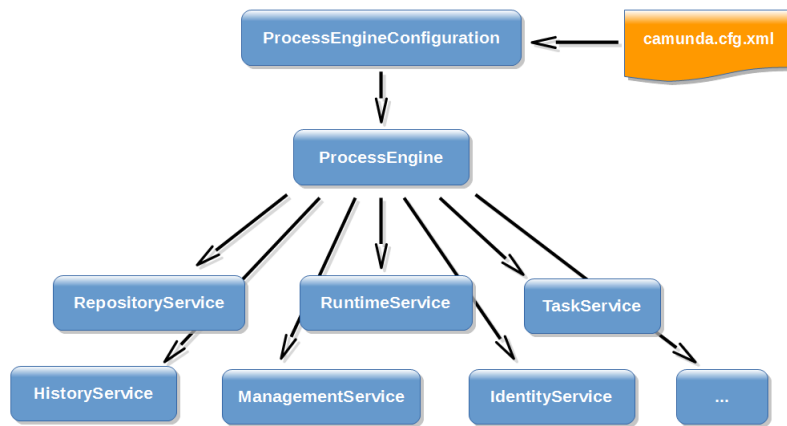 ProcessEngineConfiguration
camunda.cfg.xml
ProcessEngine
RepositoryService
RuntimeService
TaskService
HistoryService
ManagementService
IdentityService
...